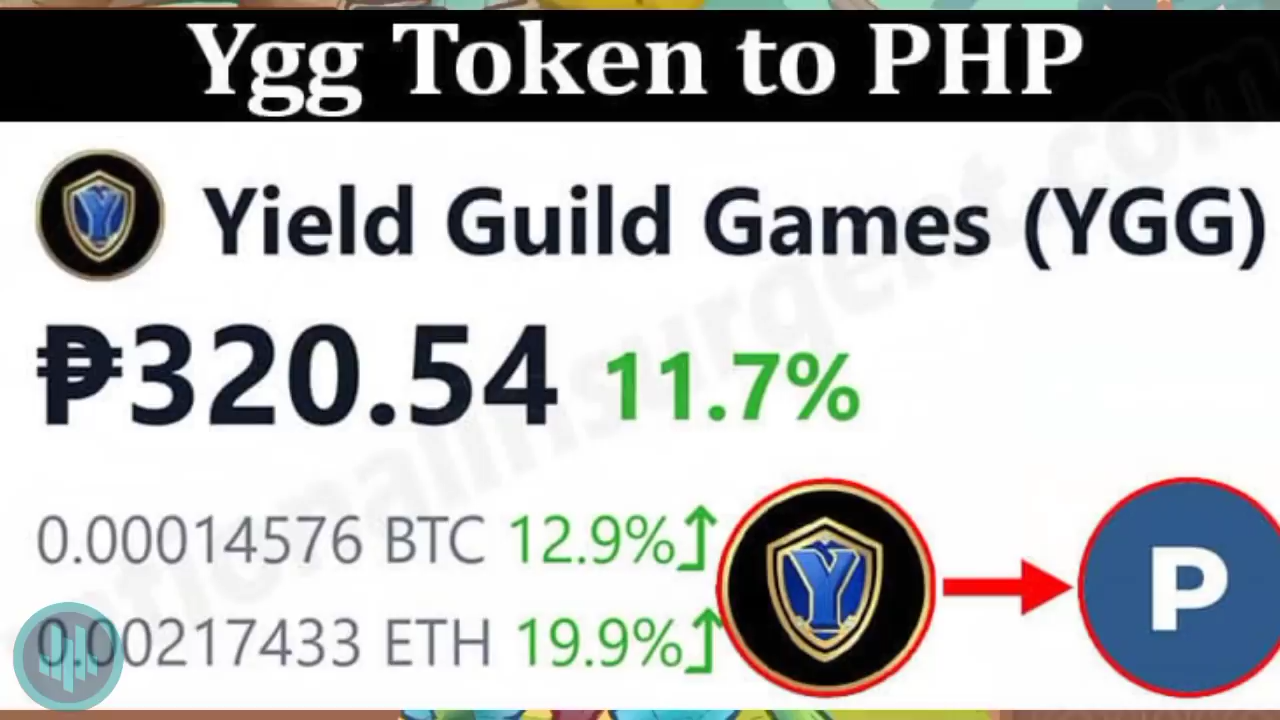 Ygg Token to PHP
Yield Guild Games (YGG)
₱320.54 11.7%
0.00014576 BTC 12.9%
0.00217433 ETH 19.9%
Y
P